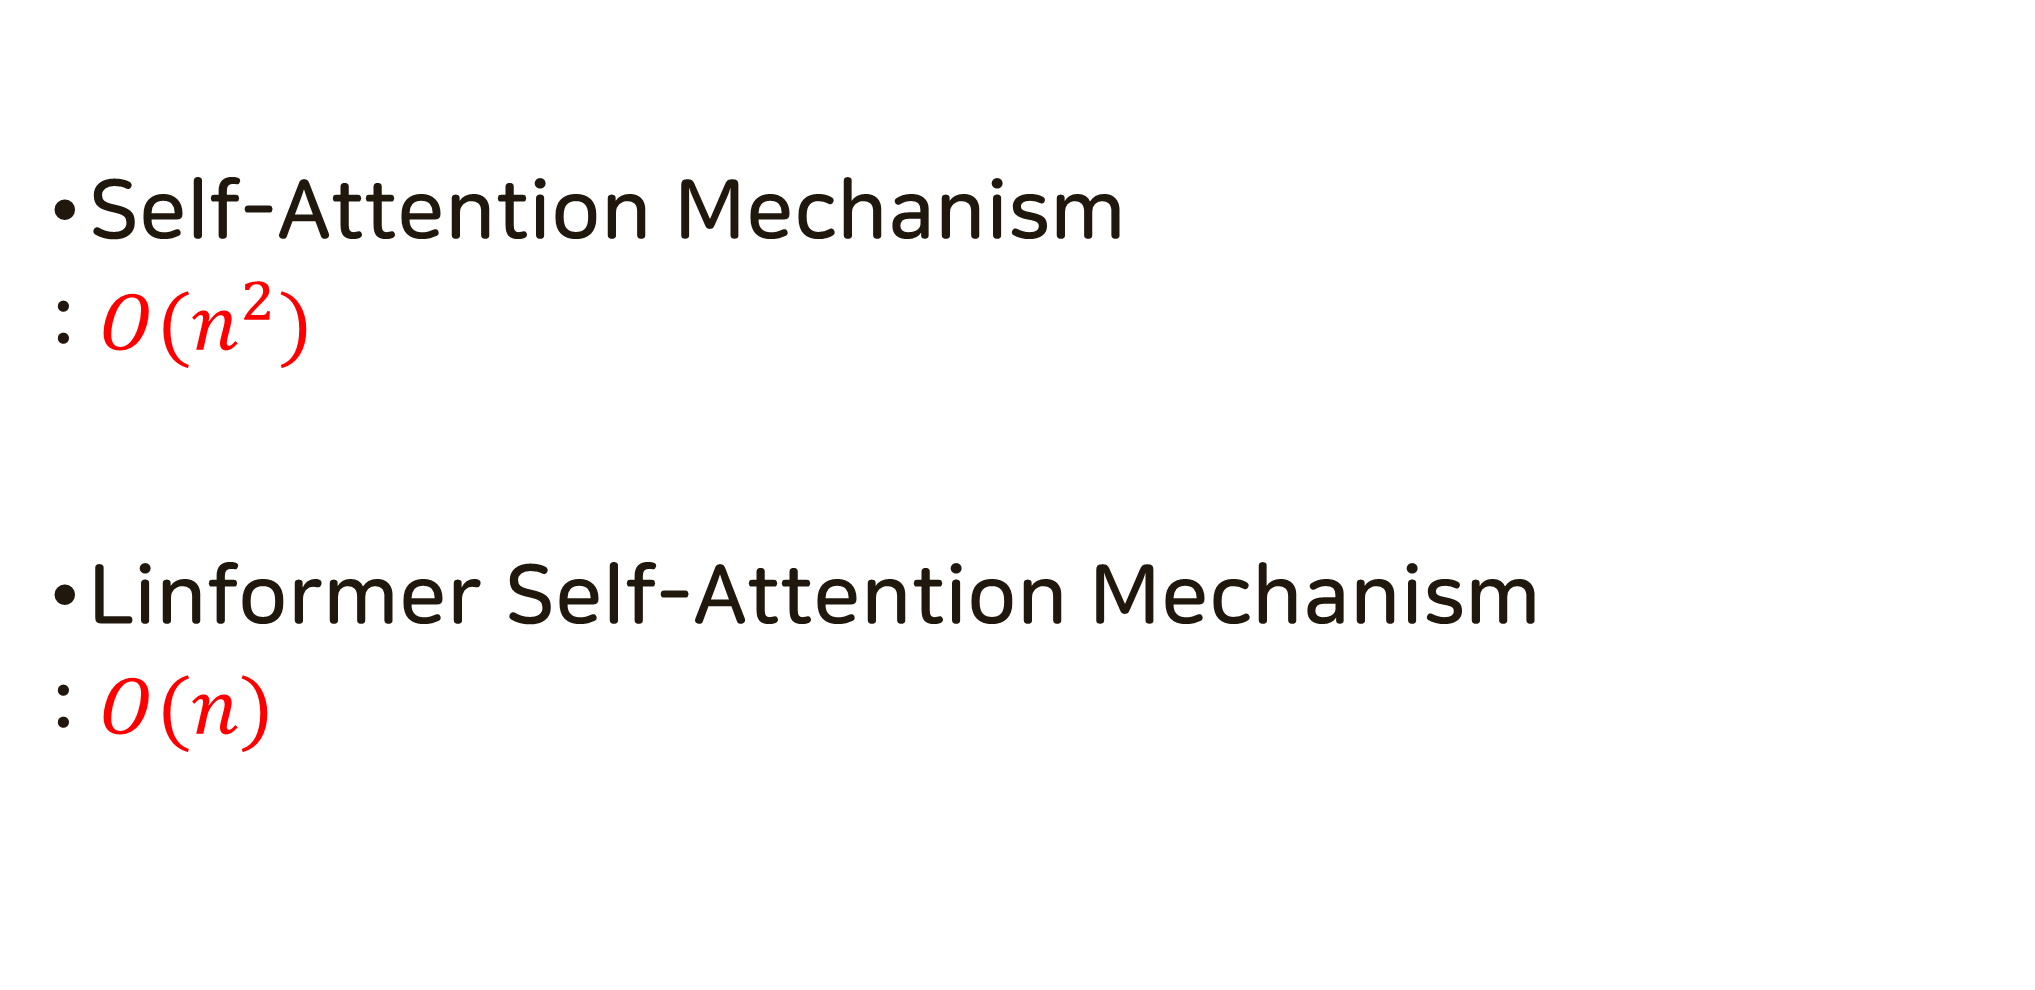 •Self-Attention Mechanism
: O(n²)
•Linformer Self-Attention Mechanism
: O(n)